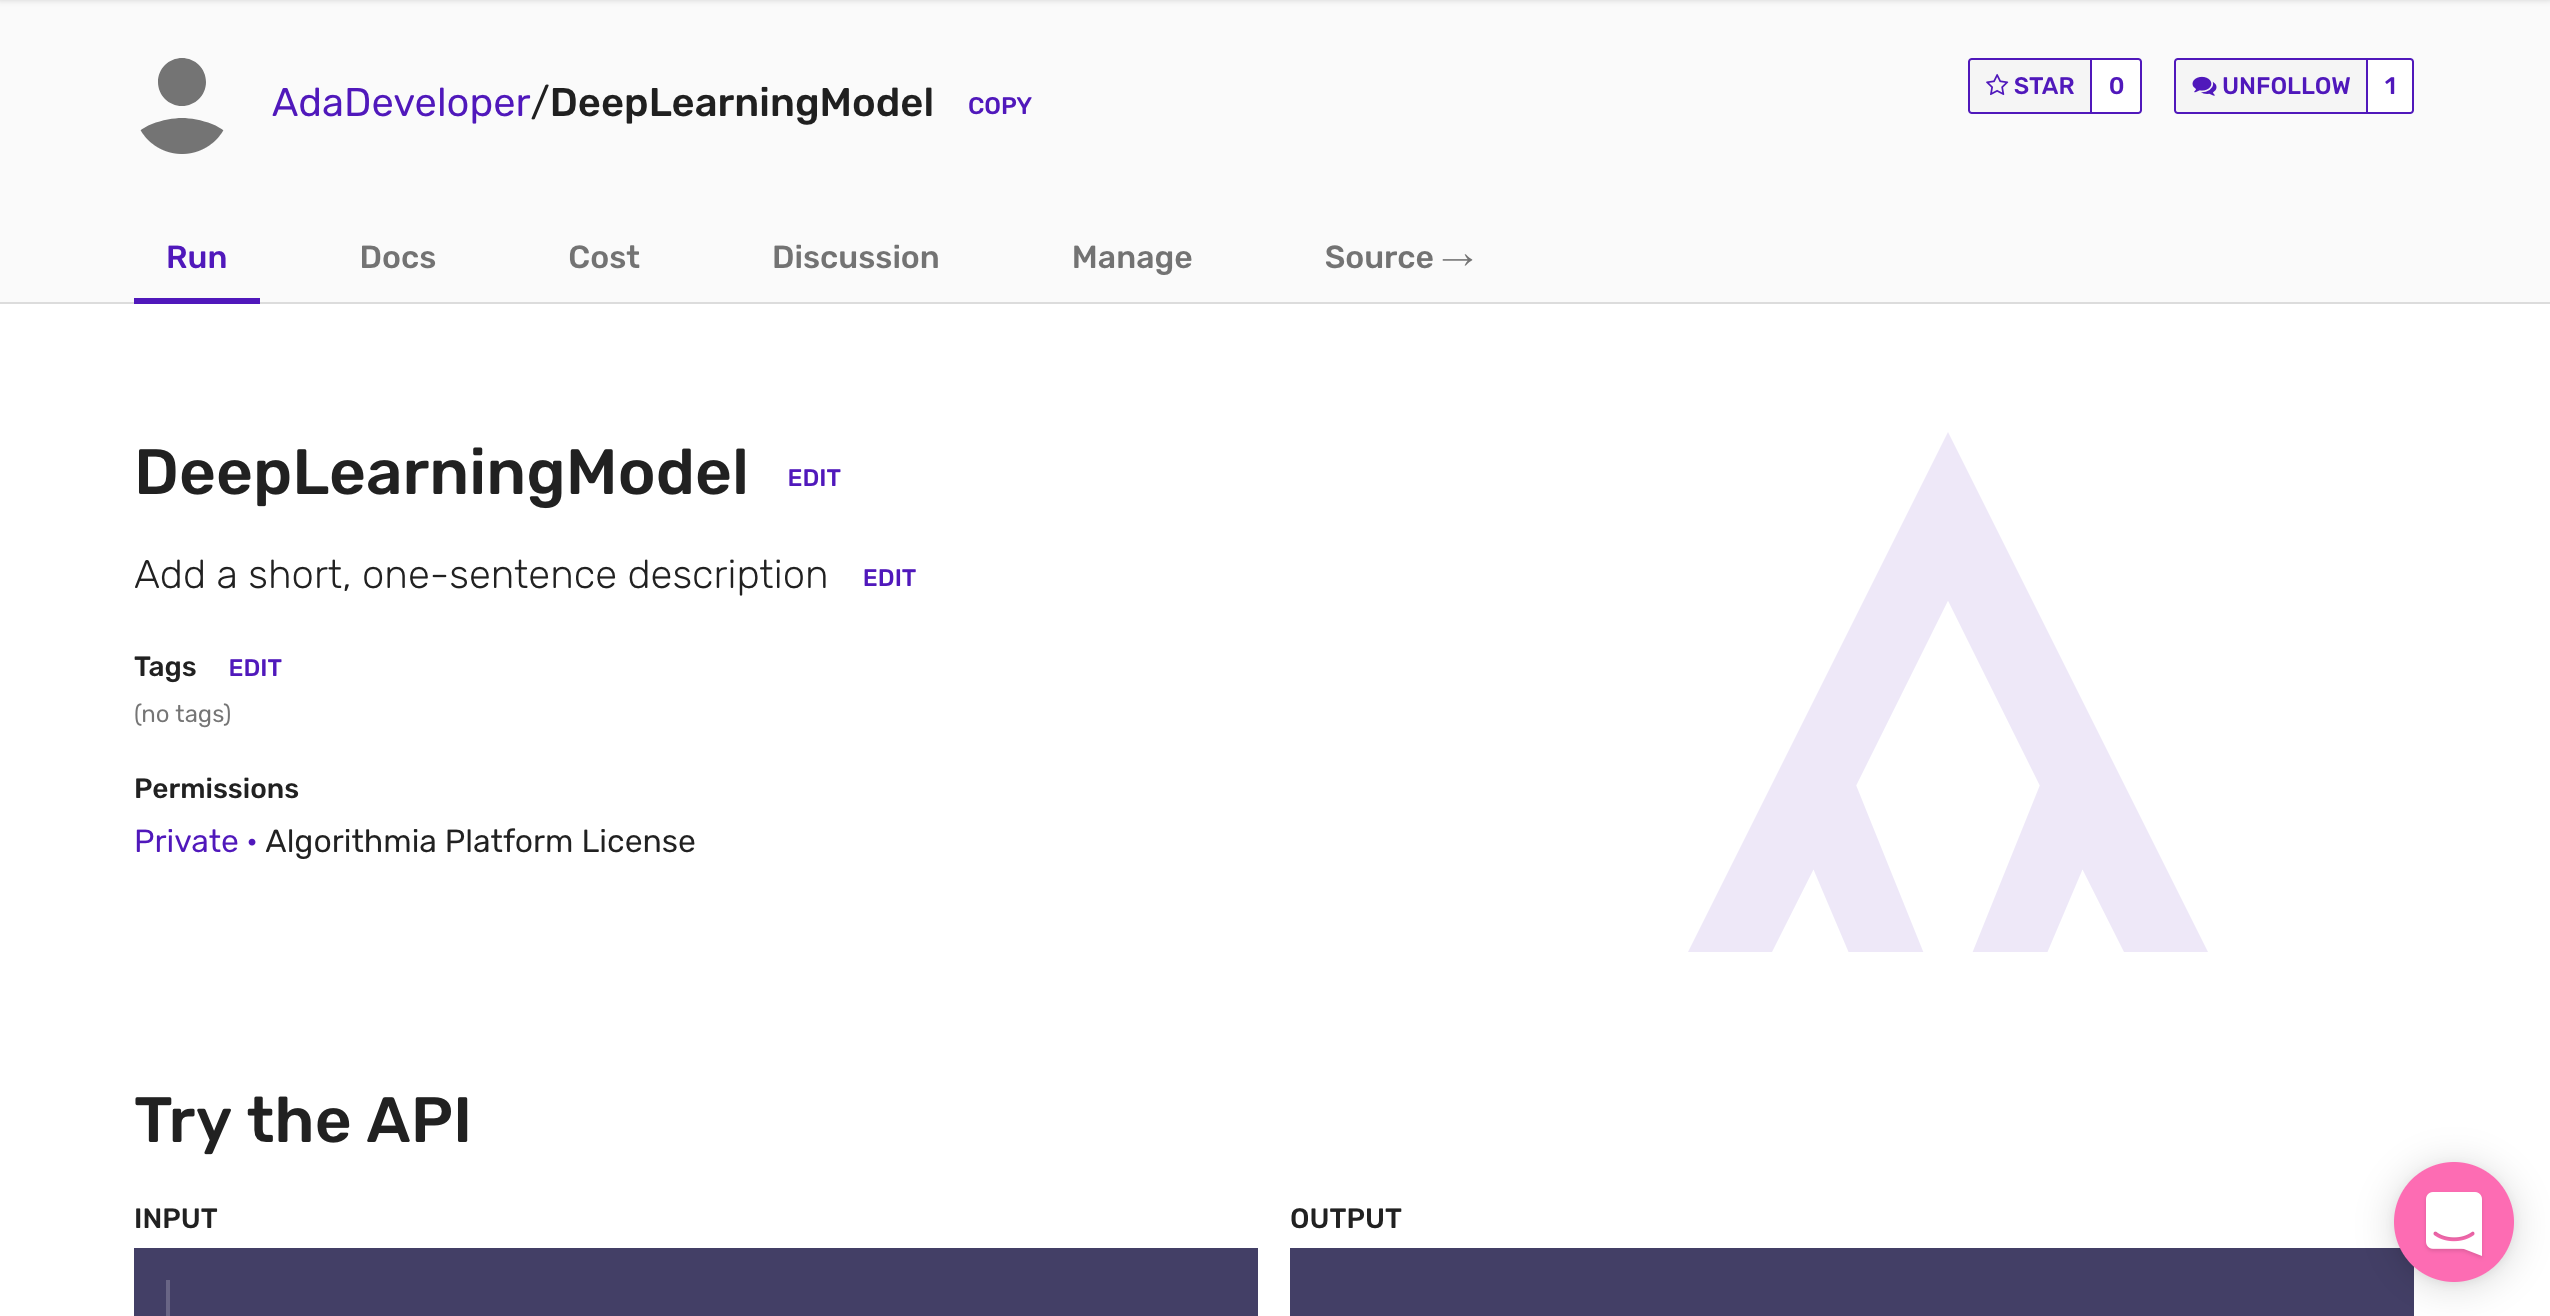 AdaDeveloper/DeepLearningModel COPY
STAR 0
UNFOLLOW 1
Run Docs Cost Discussion Manage Source →
DeepLearningModel EDIT
Add a short, one-sentence description EDIT
Tags EDIT
(no tags)
Permissions
Private • Algorithmia Platform License
Try the API
INPUT
OUTPUT